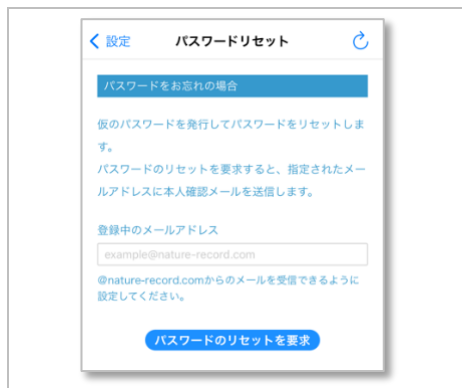 設定
パスワードリセット
パスワードをお忘れの場合
仮のパスワードを発行してパスワードをリセットしま
す。
パスワードのリセットを要求すると、指定されたメー
ルアドレスに本人確認メールを送信します。
登録中のメールアドレス
example@nature-record.com
@nature-record.comからのメールを受信できるように
設定してください。
パスワードのリセットを要求